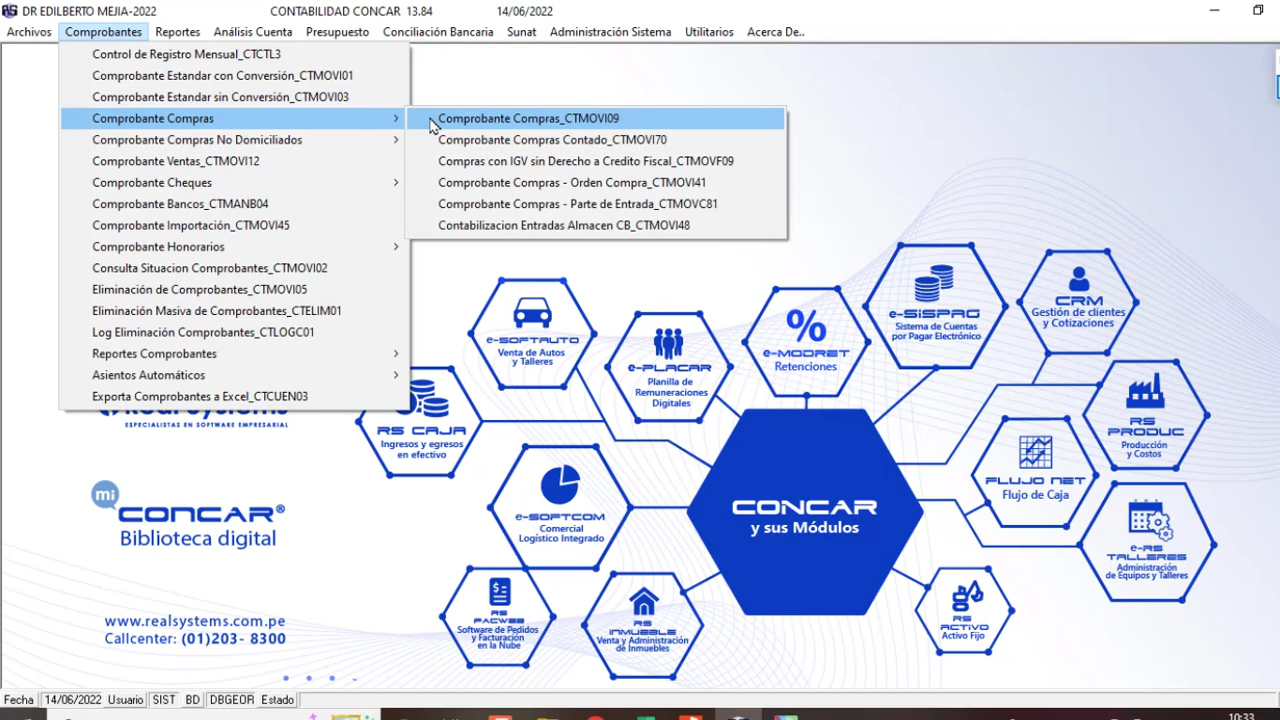 DR EDILBERTO MEJIA-2022 CONTABILIDAD CONCAR 13.84 14/06/2022
Archivos Comprobantes Reportes Análisis Cuenta Presupuesto Conciliación Bancaria Sunat Administración Sistema Utilitarios Acerca De..
Control de Registro Mensual_CTCTL3
Comprobante Estandar con Conversión_CTMOVI01
Comprobante Estandar sin Conversión_CTMOVI03
Comprobante Compras
Comprobante Compras No Domiciliados
Comprobante Ventas_CTMOVI12
Comprobante Cheques
Comprobante Bancos_CTMANB04
Comprobante Importación_CTMOVI45
Comprobante Honorarios
Consulta Situacion Comprobantes_CTMOVI02
Eliminación de Comprobantes_CTMOVI05
Eliminación Masiva de Comprobantes_CTELIM01
Log Eliminación Comprobantes_CTLOGC01
Reportes Comprobantes
Asientos Automáticos
Exporta Comprobantes a Excel_CTCUEN03
Comprobante Compras_CTMOVI09
Comprobante Compras Contado_CTMOVI70
Compras con IGV sin Derecho a Credito Fiscal_CTMOVF09
Comprobante Compras - Orden Compra_CTMOVI41
Comprobante Compras - Parte de Entrada_CTMOVC81
Contabilizacion Entradas Almacen CB_CTMOVI48
ESPECIALISTAS EN SOFTWARE EMPRESARIAL
mi
CONCAR®
Biblioteca digital
www.realsystems.com.pe
Callcenter: (01)203- 8300
e-SOFTAUTO
Venta de Autos
y Talleres
e-PLACAR
Planilla de
Remuneraciones
Digitales
%
e-MODRET
Retenciones
e-SISPAG
Sistema de Cuentas
por Pagar Electrónico
CRM
Gestión de clientes
y Cotizaciones
RS CAJA
Ingresos y egresos
en efectivo
e-SOFTCOM
Comercial
Logístico Integrado
CONCAR
y sus Módulos
FLUJO NET
Flujo de Caja
RS
PRODUC
Producción
y Costos
e-RS
TALLERES
Administración
de Equipos y Talleres
RS
FACWEB
Software de Pedidos
y Facturación
en la Nube
RS
INMUEBLE
Venta y Administración
de Inmuebles
RS
ACTIVO
Activo Fijo
Fecha 14/06/2022 Usuario SIST BD DBGEOR Estado
10:33